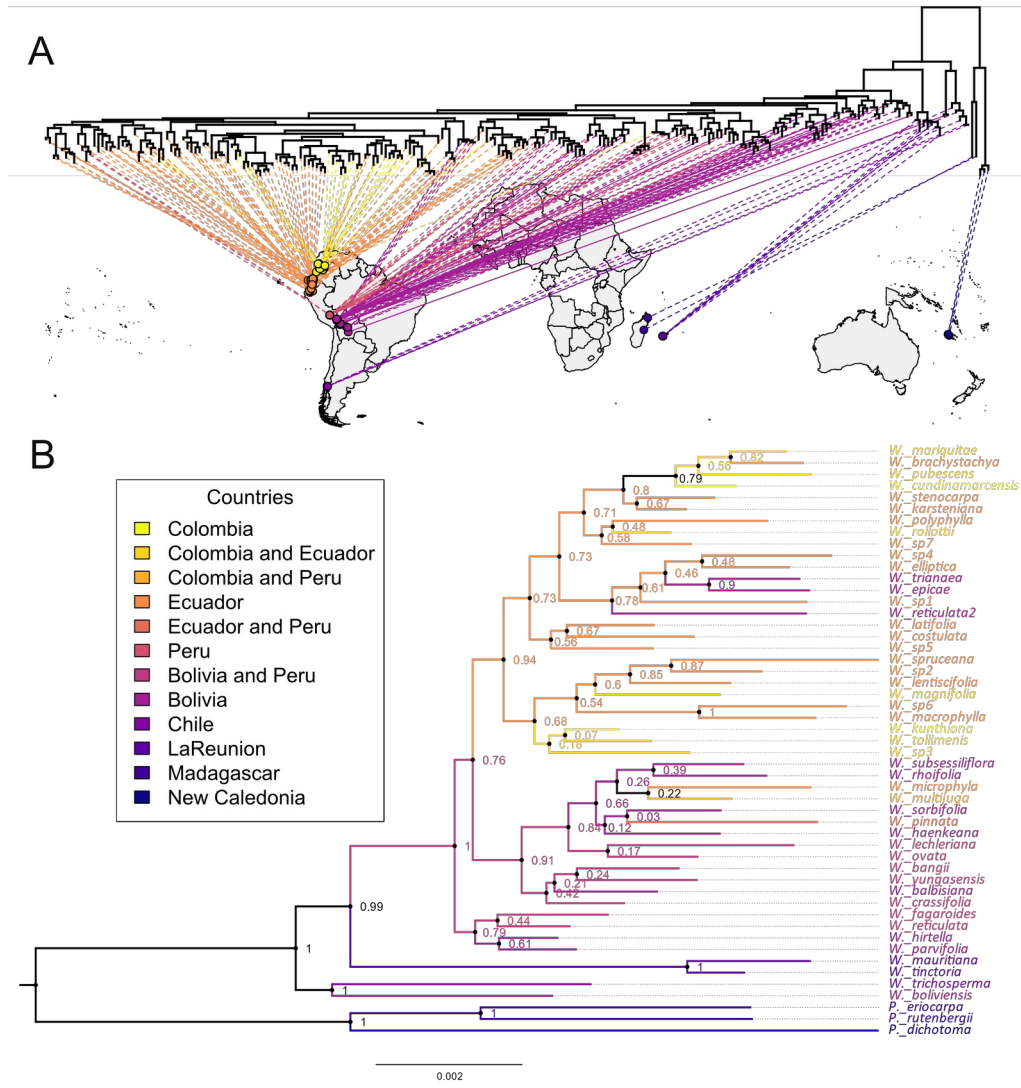 A
B
Countries
Colombia
Colombia and Ecuador
Colombia and Peru
Ecuador
Ecuador and Peru
Peru
Bolivia and Peru
Bolivia
Chile
LaReunion
Madagascar
New Caledonia
W._mariquitae
0.82
0.56
W._brachystachya
W._pubescens
0.79
W._cundinamarcensis
0.8
W._stenocarpa
0.67
W._karsteniana
0.71
W._polyphylla
0.48
W._rollottii
0.58
W._sp7
0.73
W._sp4
0.48
W._elliptica
0.46
W._trianaea
0.9
0.61
W._epicae
0.73
0.78
W._sp1
W._reticulata2
W._latifolia
0.67
W._costulata
0.56
W._sp5
0.94
W._spruceana
0.87
W._sp2
0.85
W._lentiscifolia
0.6
W._magnifolia
0.54
W._sp6
1
W._macrophylla
0.68
W._kunthiana
0.07
W._tollimenis
0.16
W._sp3
0.76
W._subsessiliflora
0.39
W._rhoifolia
0.26
W._microphyla
0.22
W._multijuga
0.66
W._sorbifolia
0.03
W._pinnata
0.84
0.12
W._haenkeana
1
W._lechleriana
0.17
W._ovata
0.91
W._bangii
0.24
W._yungasensis
0.21
W._balbisiana
0.42
W._crassifolia
0.99
W._fagaroides
0.44
W._reticulata
0.79
W._hirtella
0.61
W._parvifolia
1
W._mauritiana
1
W._tinctoria
W._trichosperma
1
W._boliviensis
P._eriocarpa
1
P._rutenbergii
1
P._dichotoma
0.002